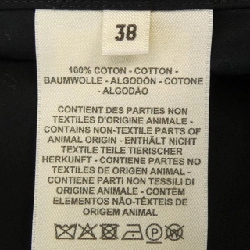 38
100% COTON - COTTON -
BAUMWOLLE - ALGODÓN - COTONE
- ALGODÃO
CONTIENT DES PARTIES NON
TEXTILES D'ORIGINE ANIMALE -
CONTAINS NON-TEXTILE PARTS OF
ANIMAL ORIGIN - ENTHÄLT NICHT
TEXTILE TEILE TIERISCHER
HERKUNFT - CONTIENE PARTES NO
TEXTILES DE ORIGEN ANIMAL -
CONTIENE PARTI NON TESSILI DI
ORIGINE ANIMALE - CONTÉM
ELEMENTOS NÃO-TÊXTEIS DE
ORIGEM ANIMAL